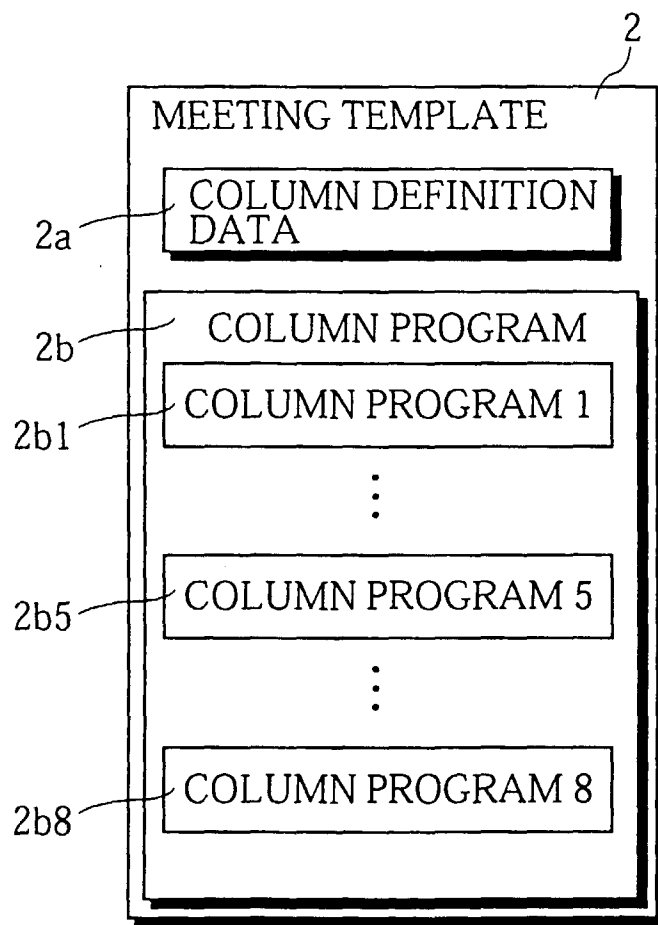 2
MEETING TEMPLATE
COLUMN DEFINITION
DATA
2a
2b
COLUMN PROGRAM
COLUMN PROGRAM 1
2b1
COLUMN PROGRAM 5
2b5
COLUMN PROGRAM 8
2b8